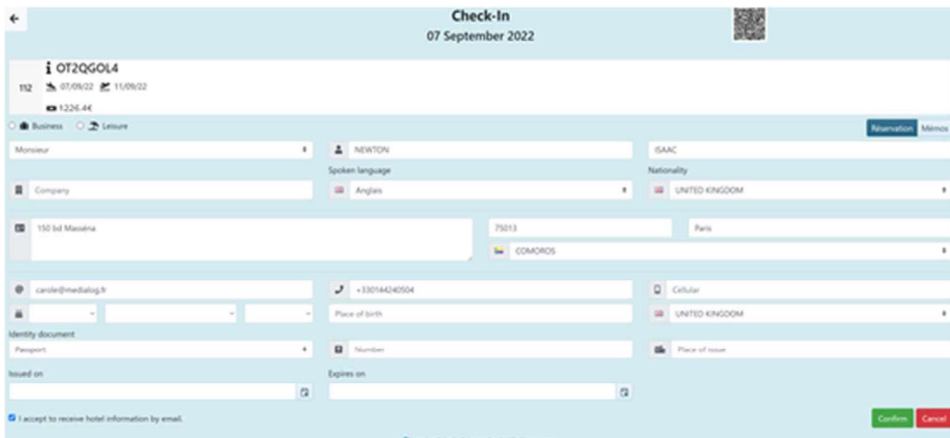 Check-In
07 September 2022
OT2QGOL4
112 07/09/22 11/09/22
1226.4€
Business Leisure
Réservation Mémos
Monsieur NEWTON ISAAC
Spoken language Nationality
Company Anglais UNITED KINGDOM
150 bd Masséna 75013 Paris
COMOROS
carole@medialog.fr +330144240504 Cellular
Place of birth UNITED KINGDOM
Identity document
Passport Number Place of issue
Issued on Expires on
I accept to receive hotel information by email. Confirm Cancel